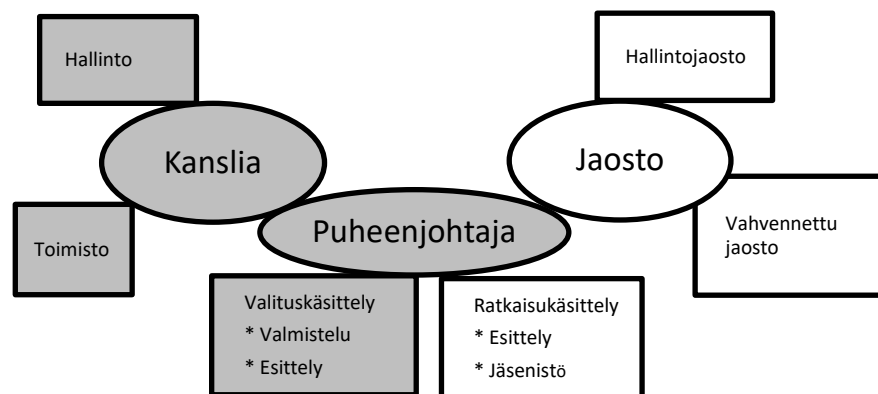 Hallinto
Hallintojaosto
Kanslia
Jaosto
Toimisto
Puheenjohtaja
Vahvennettu
jaosto
Valituskäsittely
* Valmistelu
* Esittely
Ratkaisukäsittely
* Esittely
* Jäsenistö